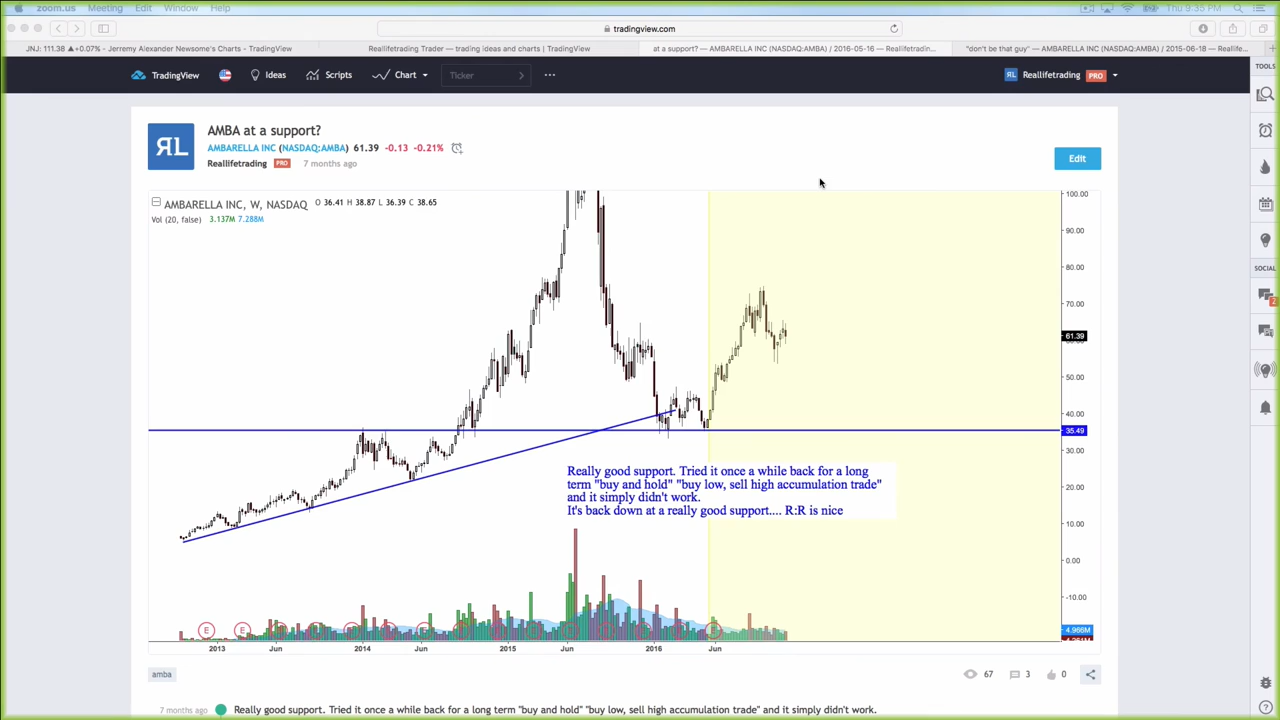 zoom.us Meeting Edit Window Help Thu 9:35 PM
tradingview.com
JNJ: 111.38 ▲+0.07% - Jerremy Alexander Newsome's Charts - TradingView
Reallifetrading Trader — trading ideas and charts | TradingView
at a support? — AMBARELLA INC (NASDAQ:AMBA) / 2016-05-16 — Reallifetradin...
"don't be that guy" — AMBARELLA INC (NASDAQ:AMBA) / 2015-06-18 — Reallife...
TradingView Ideas Scripts Chart Ticker ... RL Reallifetrading PRO
TOOLS
SOCIAL
2
RL
AMBA at a support?
AMBARELLA INC (NASDAQ:AMBA) 61.39 -0.13 -0.21%
Reallifetrading PRO 7 months ago
Edit
AMBARELLA INC, W, NASDAQ O 36.41 H 38.87 L 36.39 C 38.65
Vol (20, false) 3.137M 7.288M
100.00
90.00
80.00
70.00
61.39
50.00
40.00
35.49
30.00
20.00
10.00
0.00
-10.00
4.966M
Really good support. Tried it once a while back for a long
term "buy and hold" "buy low, sell high accumulation trade"
and it simply didn't work.
It's back down at a really good support.... R:R is nice
E E E E E E E
2013 Jun 2014 Jun 2015 Jun 2016 Jun
amba
67 3 0
7 months ago Really good support. Tried it once a while back for a long term "buy and hold" "buy low, sell high accumulation trade" and it simply didn't work.